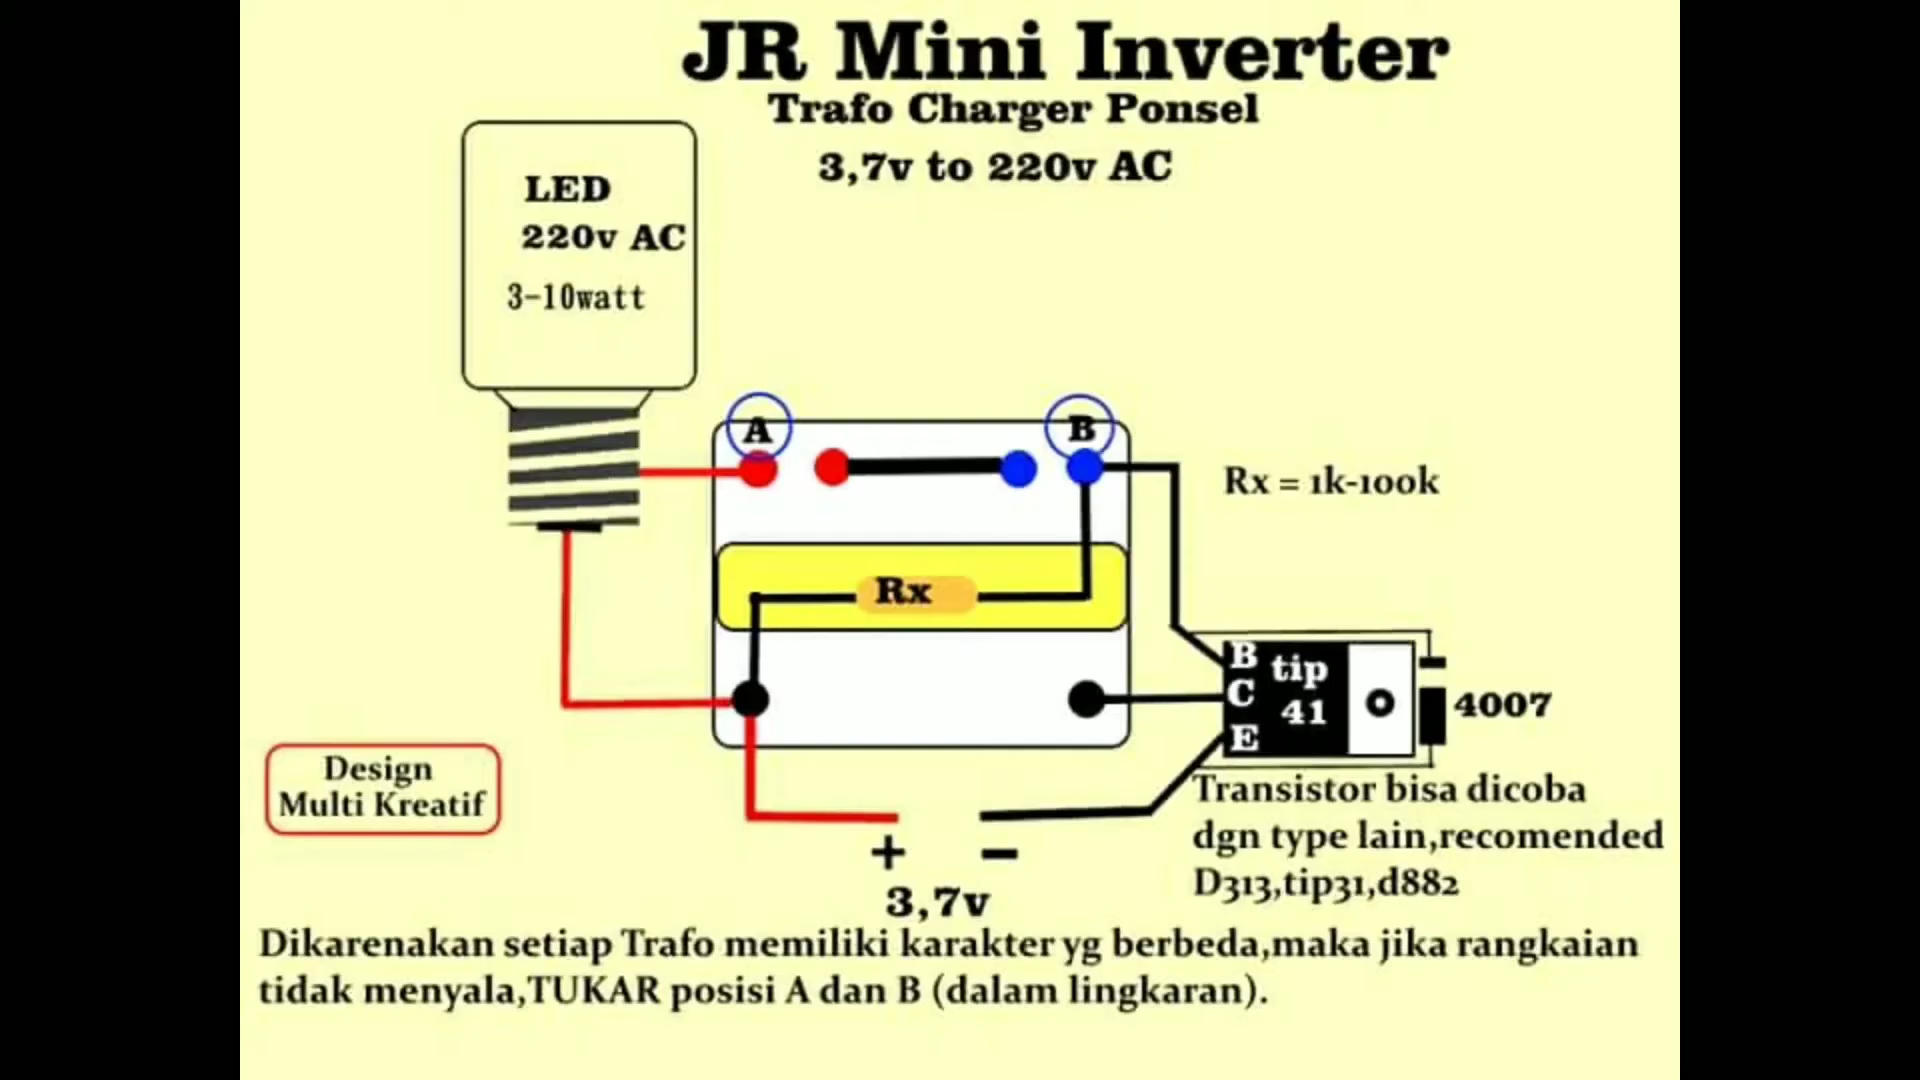 JR Mini Inverter
Trafo Charger Ponsel
3,7v to 220v AC
LED
220v AC
3-10watt
A
B
Rx = 1k-100k
Rx
B
C
E
tip
41
4007
Design
Multi Kreatif
+ −
3,7v
Transistor bisa dicoba
dgn type lain,recomended
D313,tip31,d882
Dikarenakan setiap Trafo memiliki karakter yg berbeda,maka jika rangkaian
tidak menyala,TUKAR posisi A dan B (dalam lingkaran).